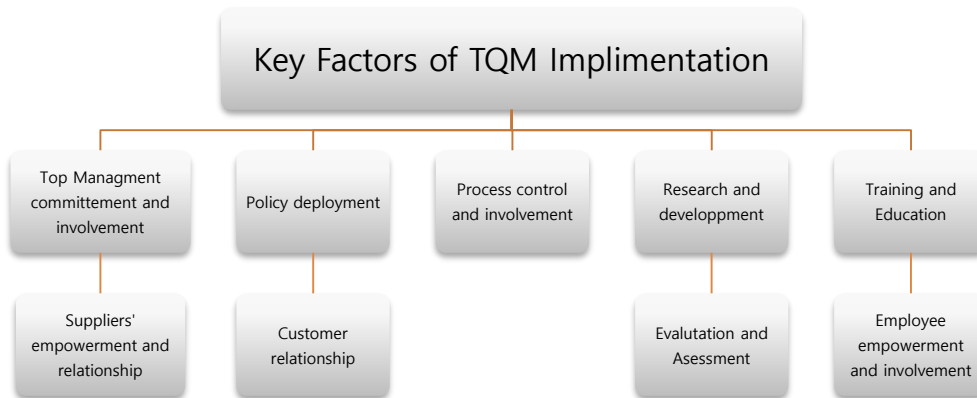 Key Factors of TQM Implimentation
Top Managment
committement and
involvement
Policy deployment
Process control
and involvement
Research and
developpment
Training and
Education
Suppliers'
empowerment and
relationship
Customer
relationship
Evalutation and
Asessment
Employee
empowerment
and involvement